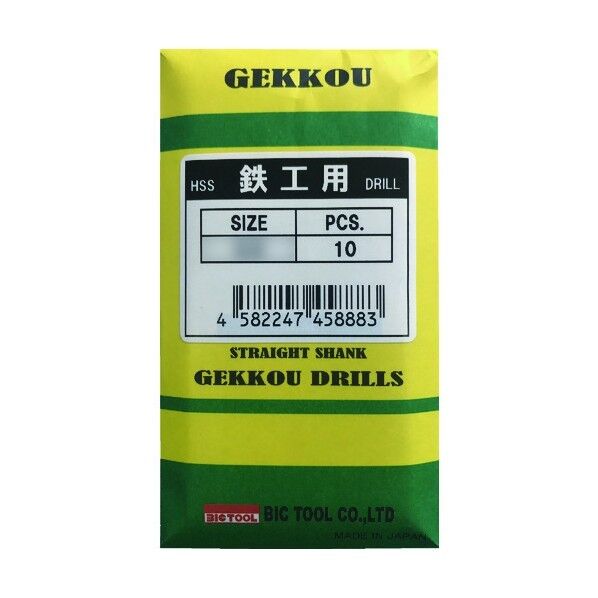 GEKKOU
HSS 鉄工用 DRILL
SIZE PCS.
10
4 582247 458883
STRAIGHT SHANK
GEKKOU DRILLS
BIC TOOL BIC TOOL CO.,LTD
MADE IN JAPAN